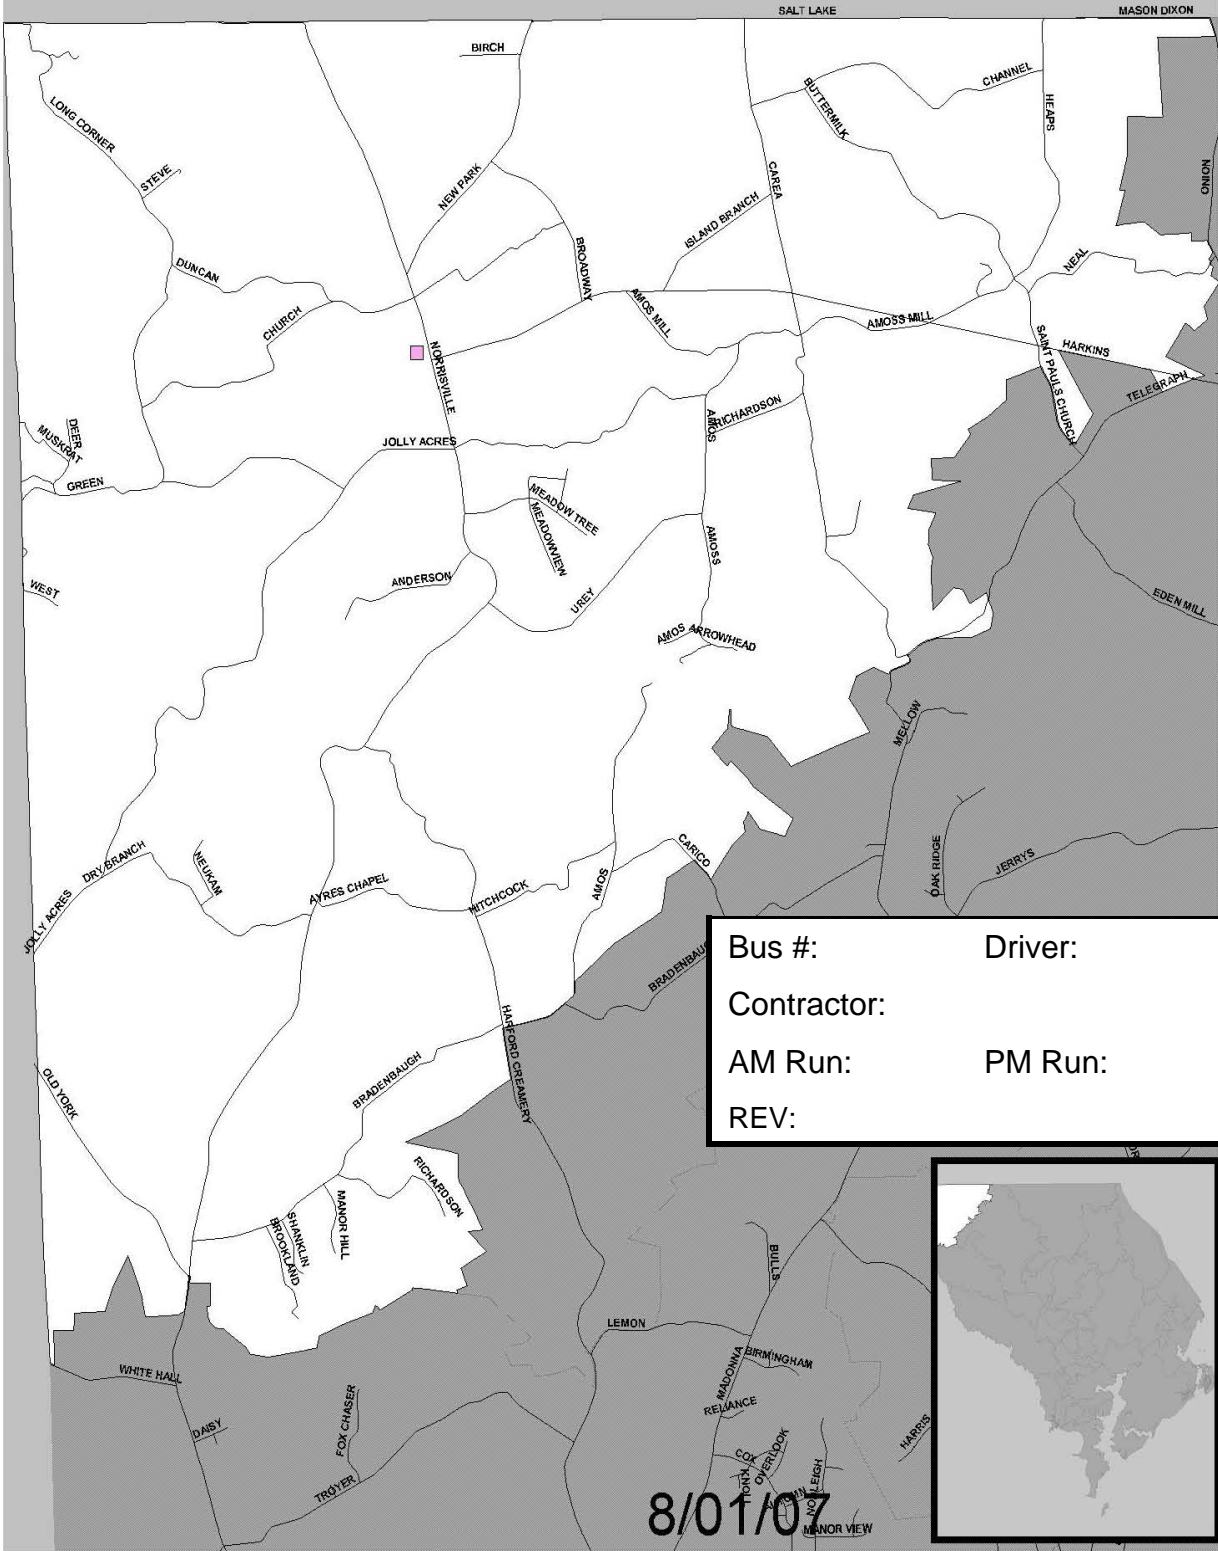 SALT LAKE
MASON DIXON
BIRCH
CHANNEL
BUTTERMILK
HEAPS
LONG CORNER
STEVE
NEW PARK
CAREA
UNION
ISLAND BRANCH
BROADWAY
NEAL
DUNCAN
CHURCH
AMOS MILL
AMOSS MILL
NORRISVILLE
SAINT PAULS CHURCH
HARKINS
TELEGRAPH
RICHARDSON
AMOS
DEER
MUSKRAT
JOLLY ACRES
GREEN
MEADOW TREE
MEADOWVIEW
AMOSS
ANDERSON
WEST
UREY
EDEN MILL
AMOS
ARROWHEAD
MELLOW
DRY BRANCH
NEUKAM
CARICO
OAK RIDGE
JERRYS
AYRES CHAPEL
HITCHCOCK
AMOS
JOLLY ACRES
BRADENBAUG
Bus #: Driver:
Contractor:
AM Run: PM Run:
REV:
HARFORD CREAMERY
BRADENBAUGH
OLD YORK
RICHARDSON
MANOR HILL
SHANKLIN
BROOKLAND
BULLS
LEMON
WHITE HALL
MADONNA
BIRMINGHAM
RELIANCE
FOX CHASER
DAISY
HARRIS
COX
OVERLOOK
KNOLL
TROYER
8/01/07
MANOR VIEW